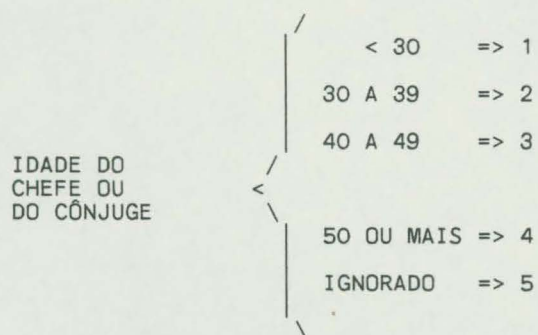 IDADE DO
CHEFE OU
DO CÔNJUGE
< 30 => 1
30 A 39 => 2
40 A 49 => 3
50 OU MAIS => 4
IGNORADO => 5